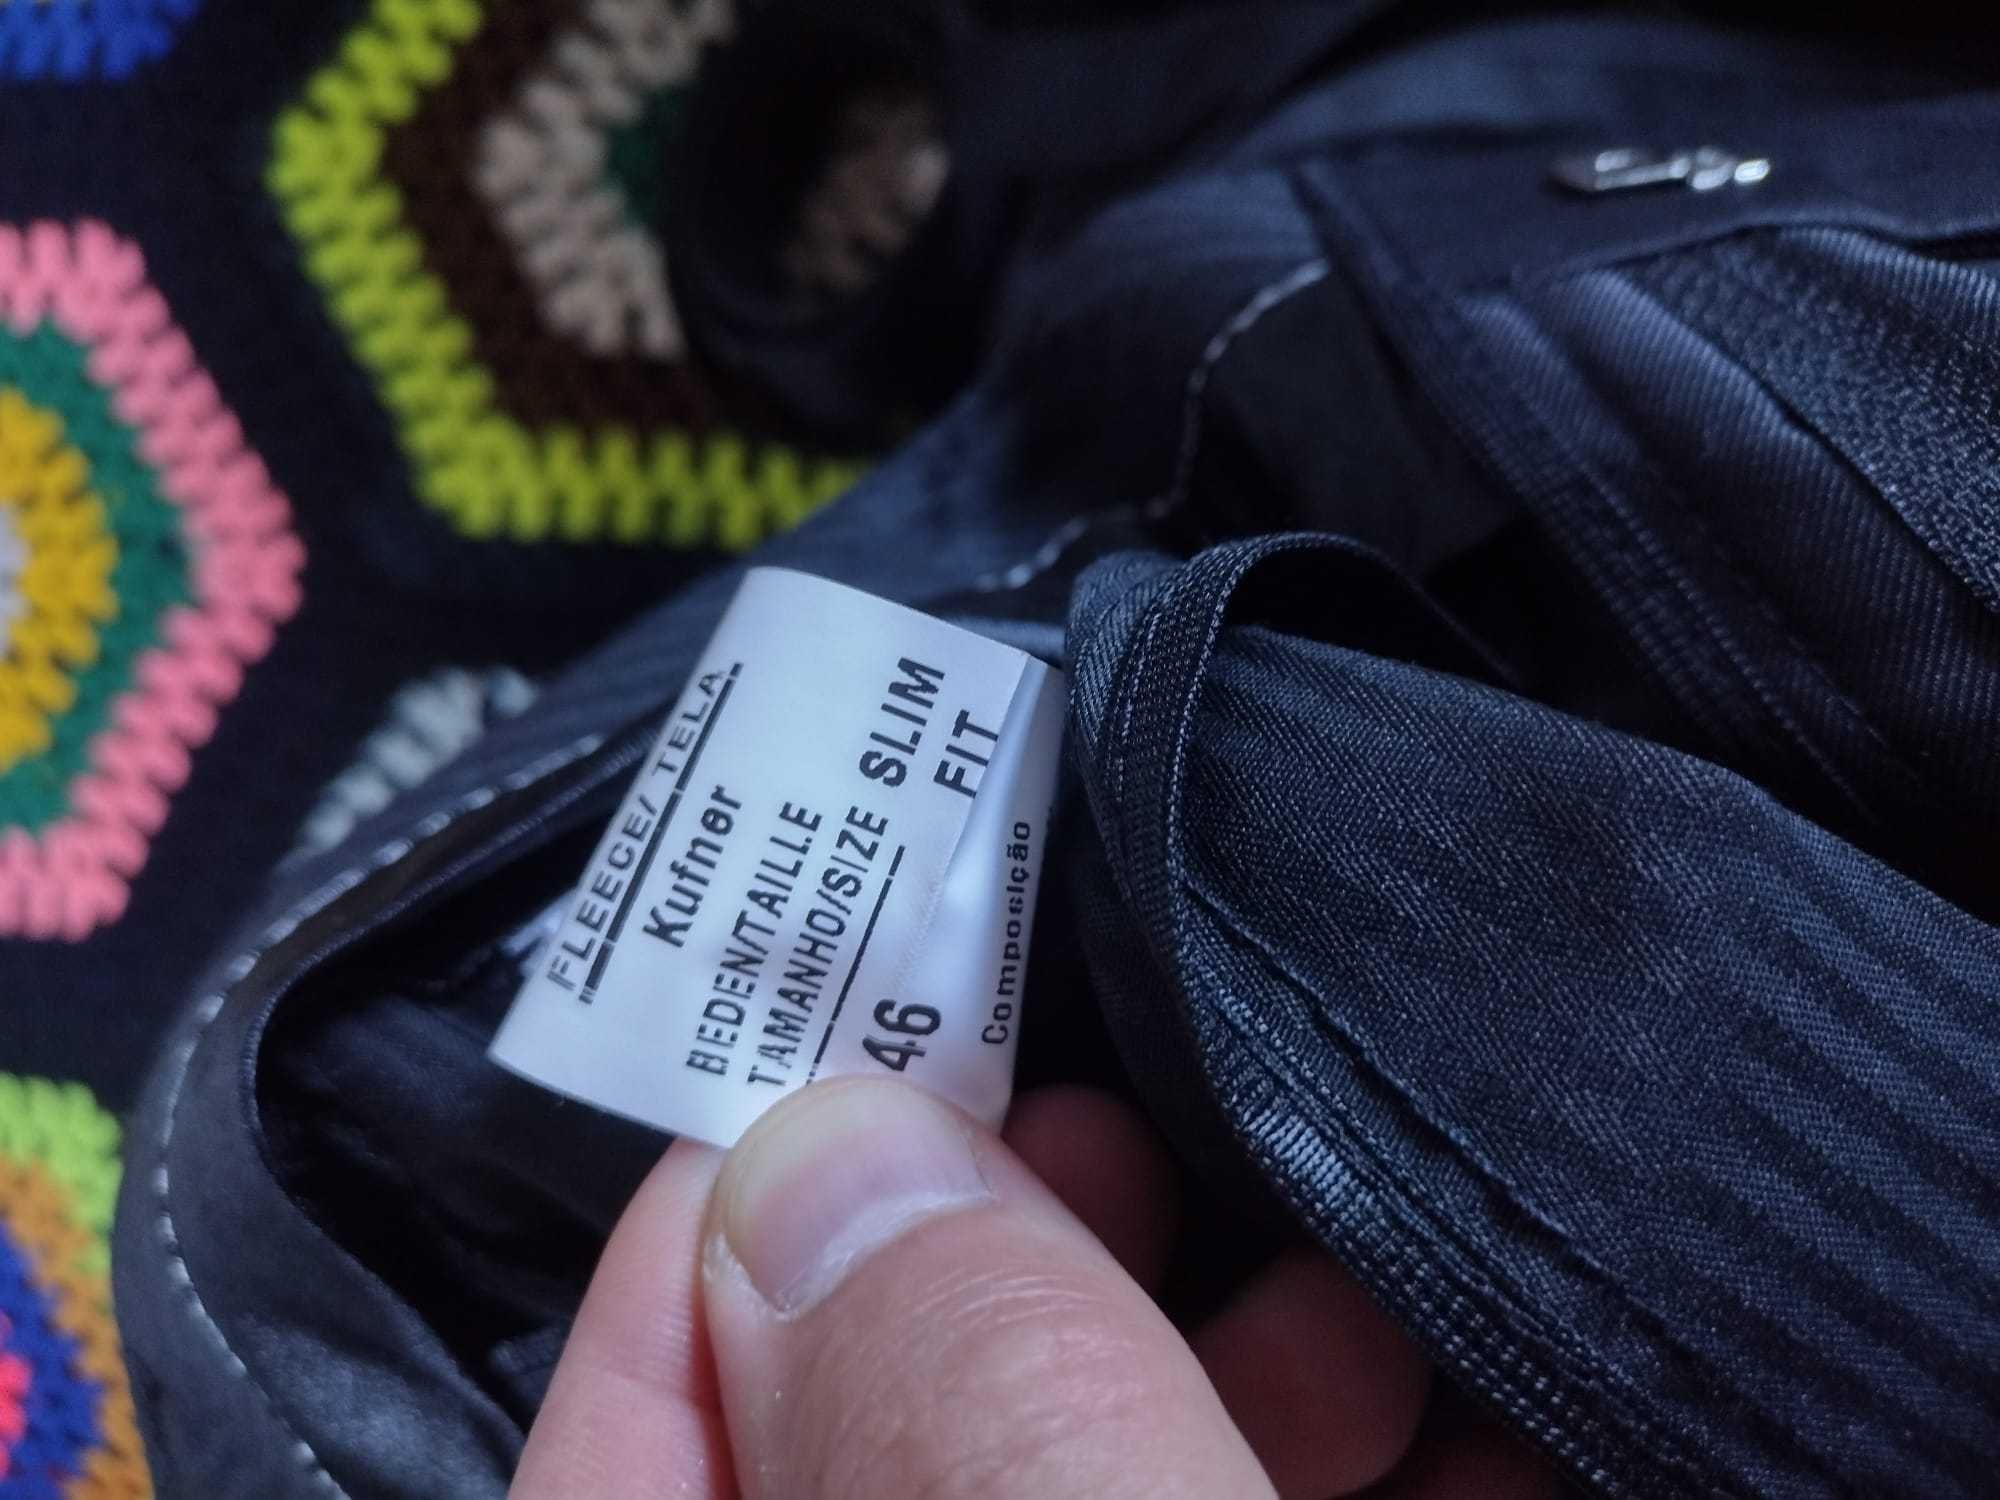 FLEECE/ TELA
Kufner
BEDEN/TAILLE
TAMANHO/SIZE
SLIM
FIT
46
Composição